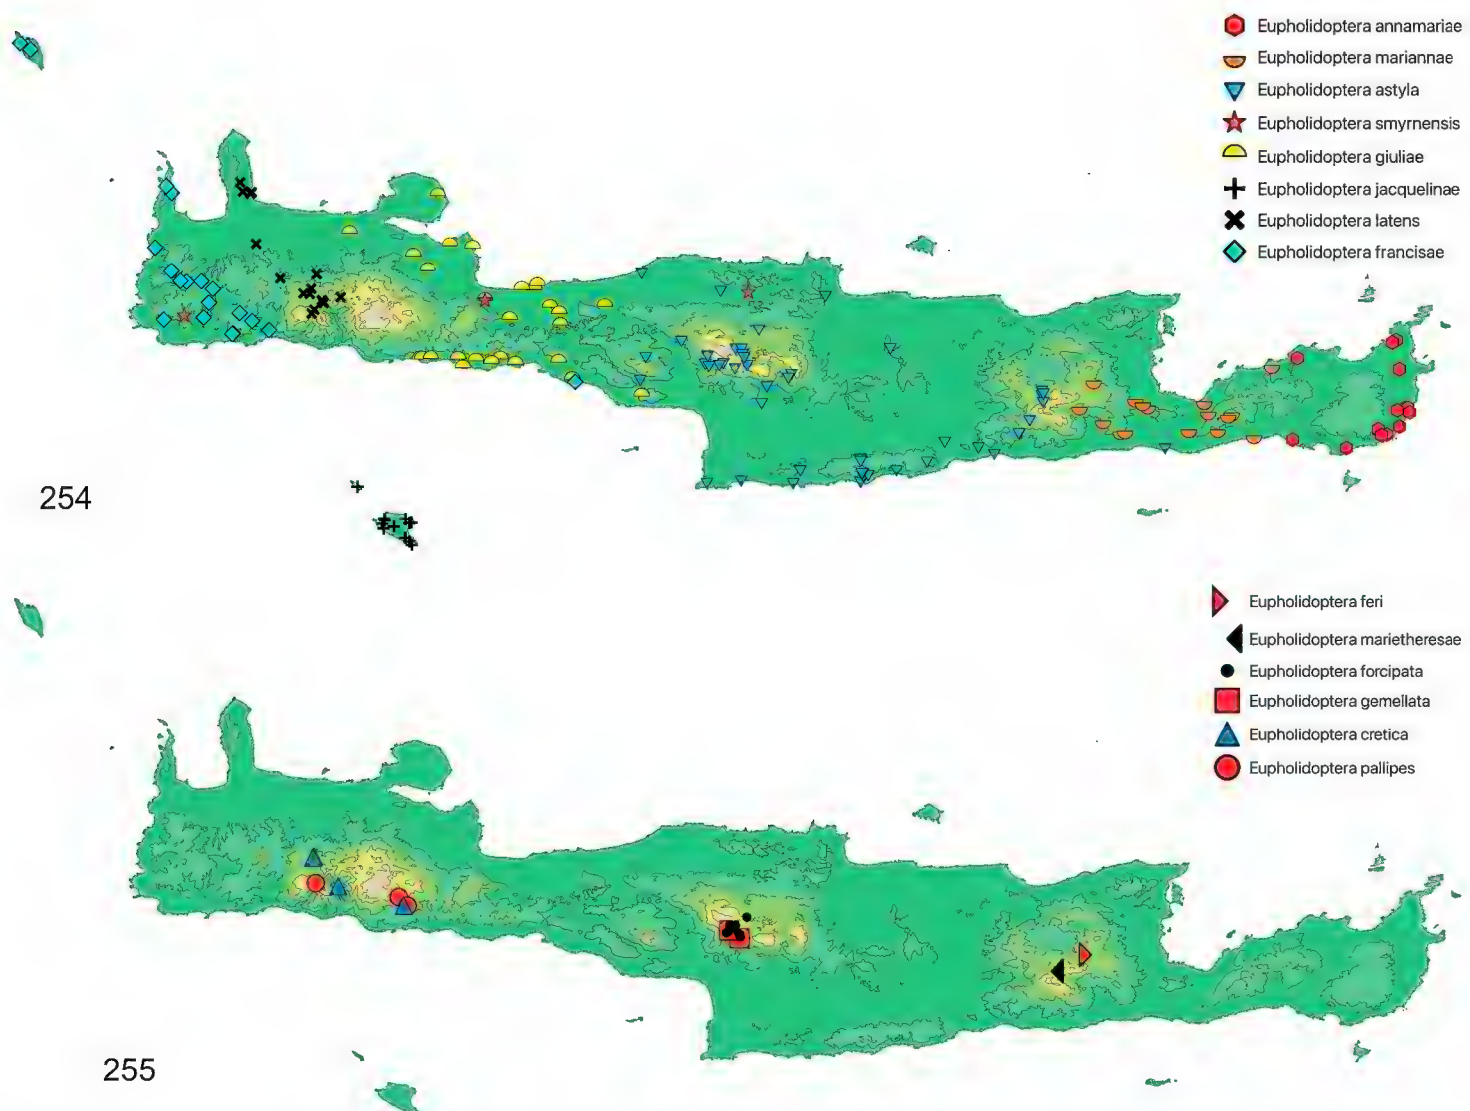 Eupholidoptera annamariae
Eupholidoptera mariannae
Eupholidoptera astyla
Eupholidoptera smyrnensis
Eupholidoptera giuliae
Eupholidoptera jacquelinae
Eupholidoptera latens
Eupholidoptera francisae
254
Eupholidoptera feri
Eupholidoptera marietheresae
Eupholidoptera forcipata
Eupholidoptera gemellata
Eupholidoptera cretica
Eupholidoptera pallipes
255